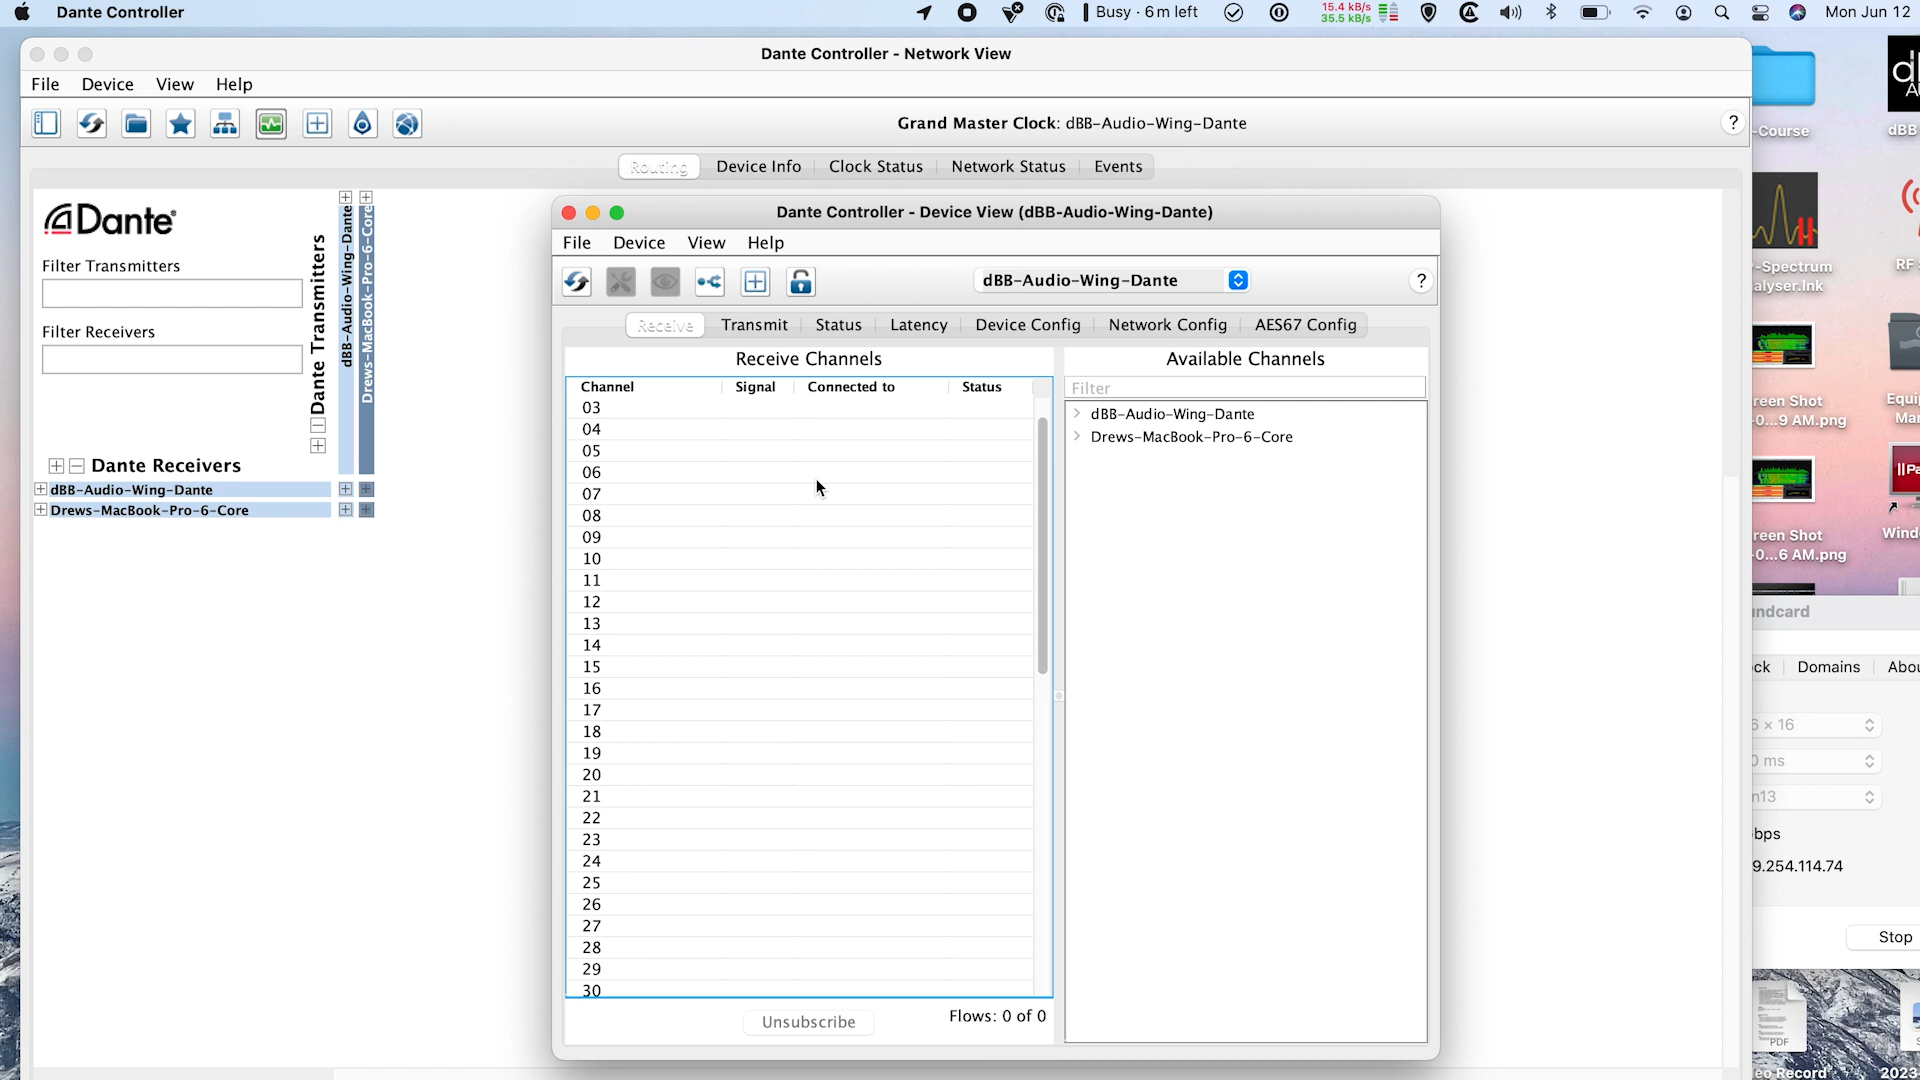 Dante Controller
Busy · 6m left
15.4 kB/s
35.5 kB/s
Mon Jun 12
Dante Controller - Network View
File Device View Help
Grand Master Clock: dBB-Audio-Wing-Dante
?
Routing Device Info Clock Status Network Status Events
Dante
Filter Transmitters
Filter Receivers
Dante Transmitters
dBB-Audio-Wing-Dante
Drews-MacBook-Pro-6-Core
Dante Receivers
dBB-Audio-Wing-Dante
Drews-MacBook-Pro-6-Core
Dante Controller - Device View (dBB-Audio-Wing-Dante)
File Device View Help
dBB-Audio-Wing-Dante
?
Receive Transmit Status Latency Device Config Network Config AES67 Config
Receive Channels
Channel Signal Connected to Status
03
04
05
06
07
08
09
10
11
12
13
14
15
16
17
18
19
20
21
22
23
24
25
26
27
28
29
30
Unsubscribe
Flows: 0 of 0
Available Channels
Filter
dBB-Audio-Wing-Dante
Drews-MacBook-Pro-6-Core
-Course
dBB
-Spectrum
alyser.lnk
RF
reen Shot
-0...9 AM.png
Equi
Mar
reen Shot
-0...6 AM.png
Wind
ndcard
ck Domains Abou
6 × 16
0 ms
n13
bps
9.254.114.74
Stop
PDF
eo Record
2023-